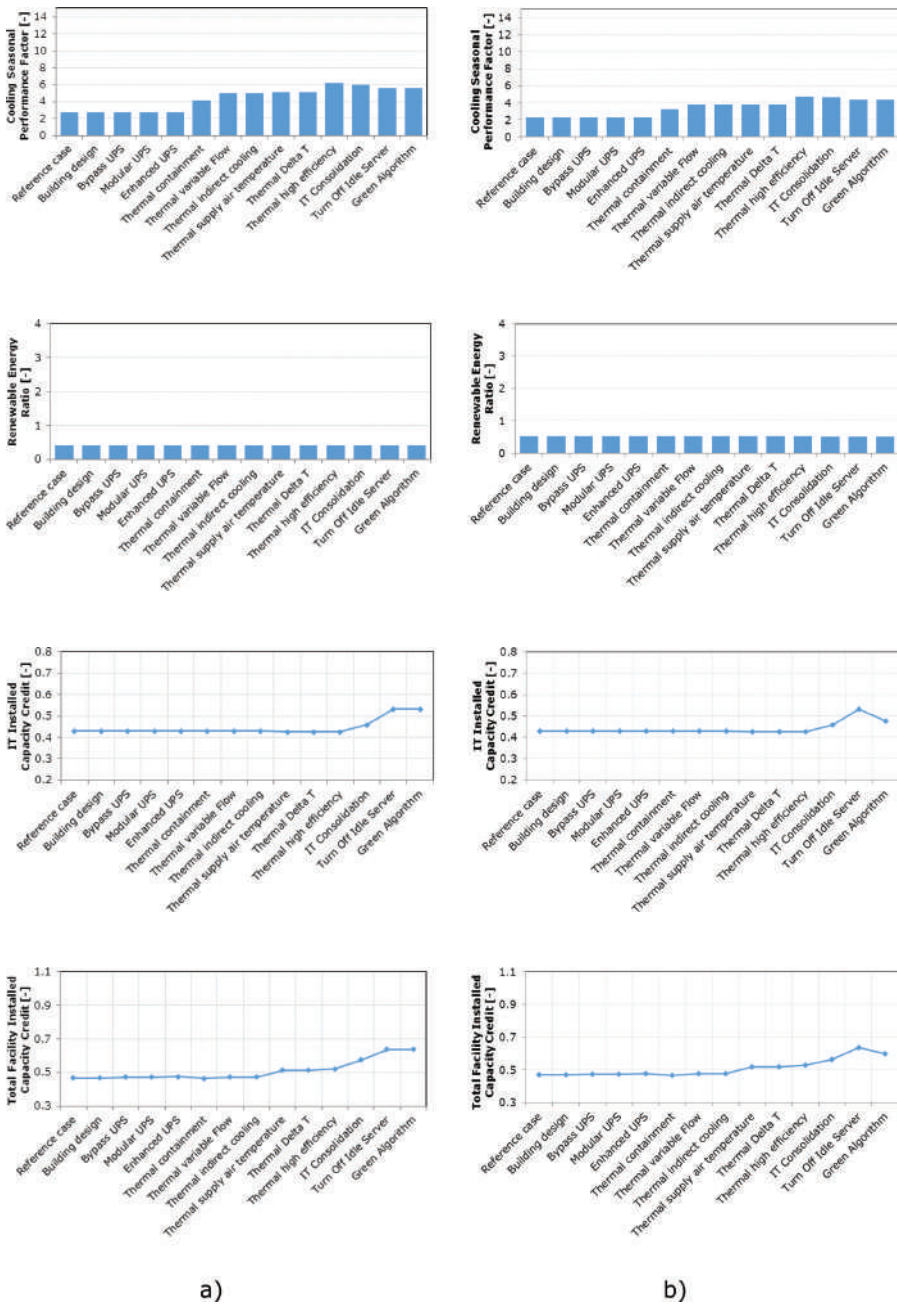 Cooling Seasonal
Performance Factor [-]
14
12
10
8
6
4
2
0
Reference case
Building design
Bypass UPS
Modular UPS
Enhanced UPS
Thermal containment
Thermal variable Flow
Thermal indirect cooling
Thermal supply air temperature
Thermal Delta T
Thermal high efficiency
IT Consolidation
Turn Off Idle Server
Green Algorithm
Cooling Seasonal
Performance Factor [-]
14
12
10
8
6
4
2
0
Reference case
Building design
Bypass UPS
Modular UPS
Enhanced UPS
Thermal containment
Thermal variable Flow
Thermal indirect cooling
Thermal supply air temperature
Thermal Delta T
Thermal high efficiency
IT Consolidation
Turn Off Idle Server
Green Algorithm
Renewable Energy
Ratio [-]
4
3
2
1
0
Reference case
Building design
Bypass UPS
Modular UPS
Enhanced UPS
Thermal containment
Thermal variable Flow
Thermal indirect cooling
Thermal supply air temperature
Thermal Delta T
Thermal high efficiency
IT Consolidation
Turn Off Idle Server
Green Algorithm
Renewable Energy
Ratio [-]
4
3
2
1
0
Reference case
Building design
Bypass UPS
Modular UPS
Enhanced UPS
Thermal containment
Thermal variable Flow
Thermal indirect cooling
Thermal supply air temperature
Thermal Delta T
Thermal high efficiency
IT Consolidation
Turn Off Idle Server
Green Algorithm
IT Installed
Capacity Credit [-]
0.8
0.7
0.6
0.5
0.4
0.3
0.2
Reference case
Building design
Bypass UPS
Modular UPS
Enhanced UPS
Thermal containment
Thermal variable Flow
Thermal indirect cooling
Thermal supply air temperature
Thermal Delta T
Thermal high efficiency
IT Consolidation
Turn Off Idle Server
Green Algorithm
IT Installed
Capacity Credit [-]
0.8
0.7
0.6
0.5
0.4
0.3
0.2
Reference case
Building design
Bypass UPS
Modular UPS
Enhanced UPS
Thermal containment
Thermal variable Flow
Thermal indirect cooling
Thermal supply air temperature
Thermal Delta T
Thermal high efficiency
IT Consolidation
Turn Off Idle Server
Green Algorithm
Total Facility Installed
Capacity Credit [-]
1.1
0.9
0.7
0.5
0.3
Reference case
Building design
Bypass UPS
Modular UPS
Enhanced UPS
Thermal containment
Thermal variable Flow
Thermal indirect cooling
Thermal supply air temperature
Thermal Delta T
Thermal high efficiency
IT Consolidation
Turn Off Idle Server
Green Algorithm
Total Facility Installed
Capacity Credit [-]
1.1
0.9
0.7
0.5
0.3
Reference case
Building design
Bypass UPS
Modular UPS
Enhanced UPS
Thermal containment
Thermal variable Flow
Thermal indirect cooling
Thermal supply air temperature
Thermal Delta T
Thermal high efficiency
IT Consolidation
Turn Off Idle Server
Green Algorithm
a)
b)